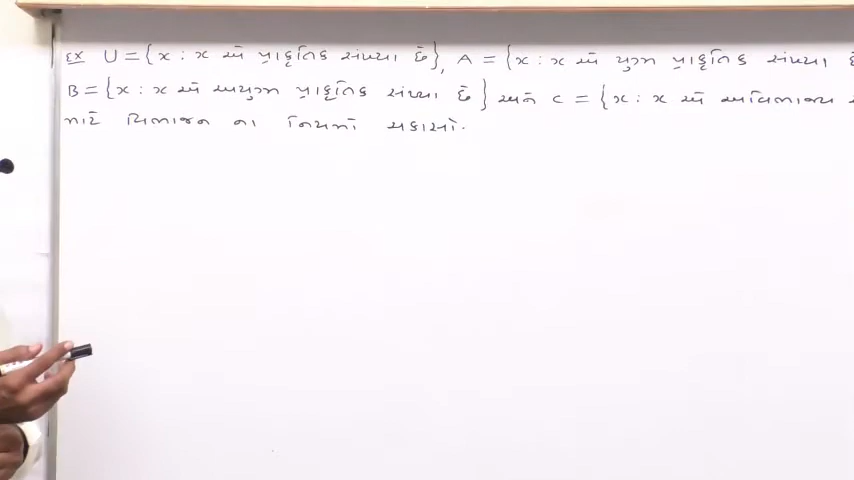 Ex U = {x : x એ પ્રાકૃતિક સંખ્યા છે}, A = {x : x એ યુગ્મ પ્રાકૃતિક સંખ્યા છે
B = {x : x એ અયુગ્મ પ્રાકૃતિક સંખ્યા છે} અને C = {x : x એ અવિભાજ્ય
માટે વિભાજન ના નિયમો ચકાસો.